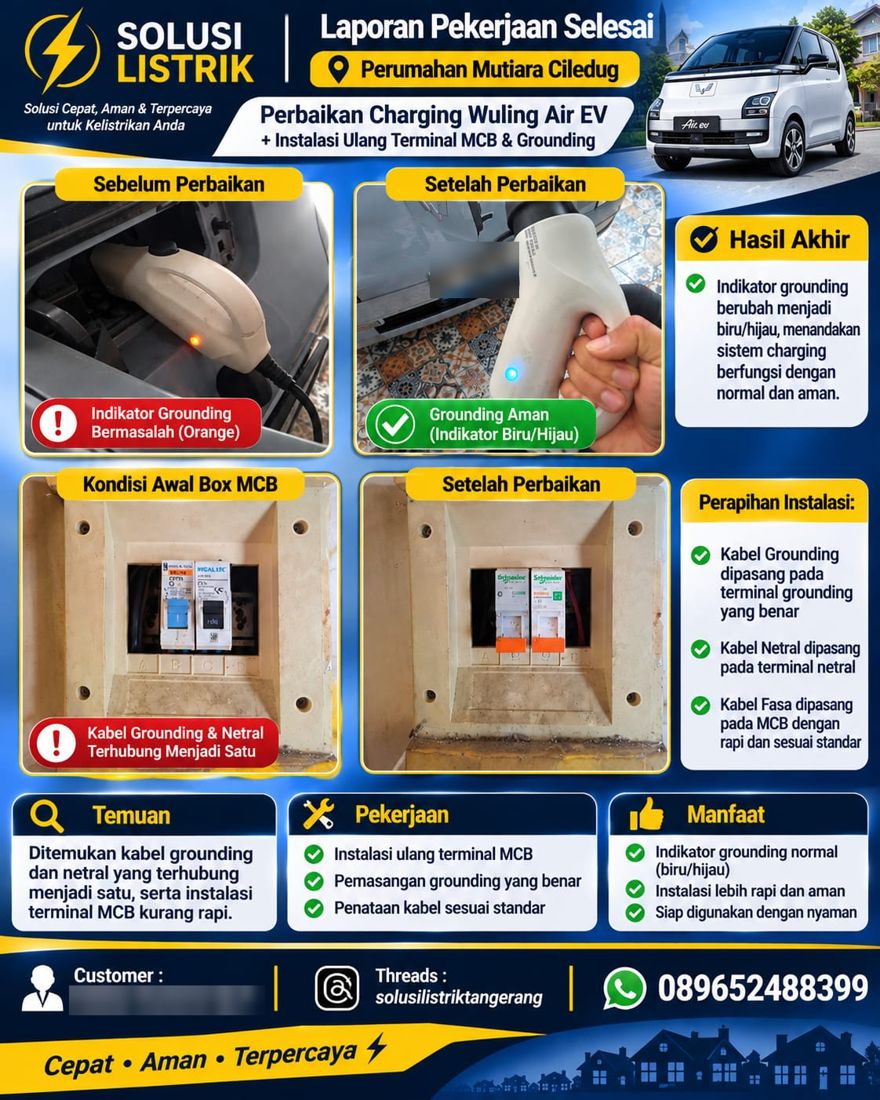 SOLUSI
LISTRIK
Solusi Cepat, Aman & Terpercaya
untuk Kelistrikan Anda
Laporan Pekerjaan Selesai
Perumahan Mutiara Ciledug
Perbaikan Charging Wuling Air EV
+ Instalasi Ulang Terminal MCB & Grounding
Air ev
Sebelum Perbaikan
Indikator Grounding
Bermasalah (Orange)
Setelah Perbaikan
Grounding Aman
(Indikator Biru/Hijau)
Hasil Akhir
Indikator grounding
berubah menjadi
biru/hijau, menandakan
sistem charging
berfungsi dengan
normal dan aman.
Kondisi Awal Box MCB
A B C D
Kabel Grounding & Netral
Terhubung Menjadi Satu
Setelah Perbaikan
Schneider
Schneider
Perapihan Instalasi:
Kabel Grounding
dipasang pada
terminal grounding
yang benar
Kabel Netral dipasang
pada terminal netral
Kabel Fasa dipasang
pada MCB dengan
rapi dan sesuai standar
Temuan
Ditemukan kabel grounding
dan netral yang terhubung
menjadi satu, serta instalasi
terminal MCB kurang rapi.
Pekerjaan
Instalasi ulang terminal MCB
Pemasangan grounding yang benar
Penataan kabel sesuai standar
Manfaat
Indikator grounding normal
(biru/hijau)
Instalasi lebih rapi dan aman
Siap digunakan dengan nyaman
Customer :
Threads :
solusilistriktangerang
089652488399
Cepat • Aman • Terpercaya